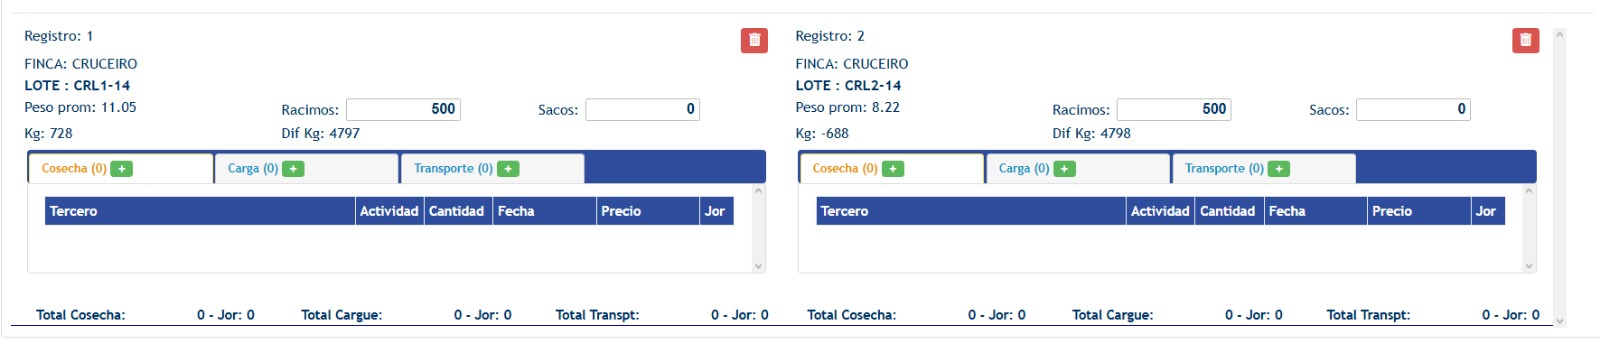 Registro: 1
FINCA: CRUCEIRO
LOTE : CRL1-14
Peso prom: 11.05 Racimos: 500 Sacos: 0
Kg: 728 Dif Kg: 4797
Cosecha (0) + Carga (0) + Transporte (0) +
Tercero Actividad Cantidad Fecha Precio Jor
Total Cosecha: 0 - Jor: 0 Total Cargue: 0 - Jor: 0 Total Transpt: 0 - Jor: 0
Registro: 2
FINCA: CRUCEIRO
LOTE : CRL2-14
Peso prom: 8.22 Racimos: 500 Sacos: 0
Kg: -688 Dif Kg: 4798
Cosecha (0) + Carga (0) + Transporte (0) +
Tercero Actividad Cantidad Fecha Precio Jor
Total Cosecha: 0 - Jor: 0 Total Cargue: 0 - Jor: 0 Total Transpt: 0 - Jor: 0